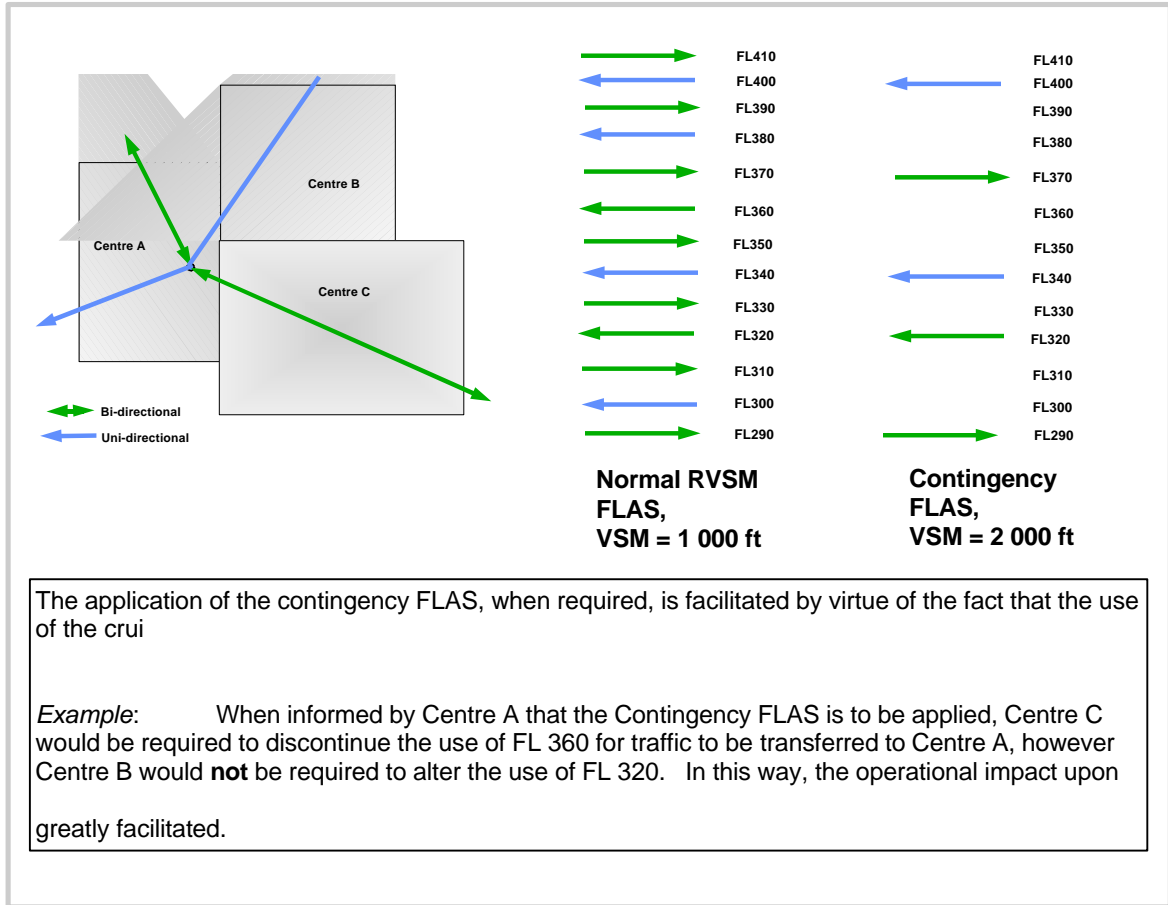 Centre B
Centre A
Centre C
Bi-directional
Uni-directional
FL410
FL400
FL390
FL380
FL370
FL360
FL350
FL340
FL330
FL320
FL310
FL300
FL290
Normal RVSM
FLAS,
VSM = 1 000 ft
FL410
FL400
FL390
FL380
FL370
FL360
FL350
FL340
FL330
FL320
FL310
FL300
FL290
Contingency
FLAS,
VSM = 2 000 ft
The application of the contingency FLAS, when required, is facilitated by virtue of the fact that the use
of the crui
Example: When informed by Centre A that the Contingency FLAS is to be applied, Centre C
would be required to discontinue the use of FL 360 for traffic to be transferred to Centre A, however
Centre B would not be required to alter the use of FL 320. In this way, the operational impact upon
greatly facilitated.